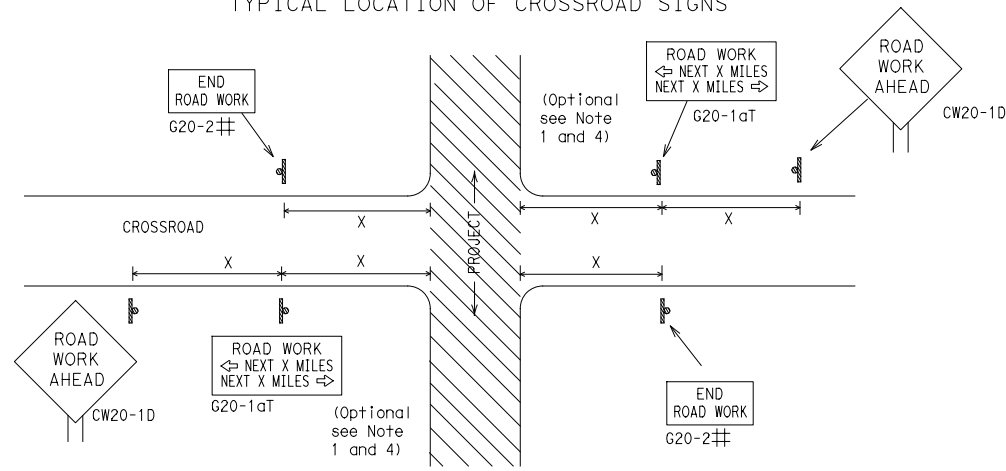 TYPICAL LOCATION OF CROSSROAD SIGNS
END
ROAD WORK
G20-2#
ROAD WORK
⇦ NEXT X MILES
NEXT X MILES ⇨
G20-1aT
(Optional
see Note
1 and 4)
ROAD
WORK
AHEAD
CW20-1D
X
X
X
CROSSROAD
PROJECT
X
X
X
ROAD
WORK
AHEAD
CW20-1D
ROAD WORK
⇦ NEXT X MILES
NEXT X MILES ⇨
G20-1aT
(Optional
see Note
1 and 4)
END
ROAD WORK
G20-2#